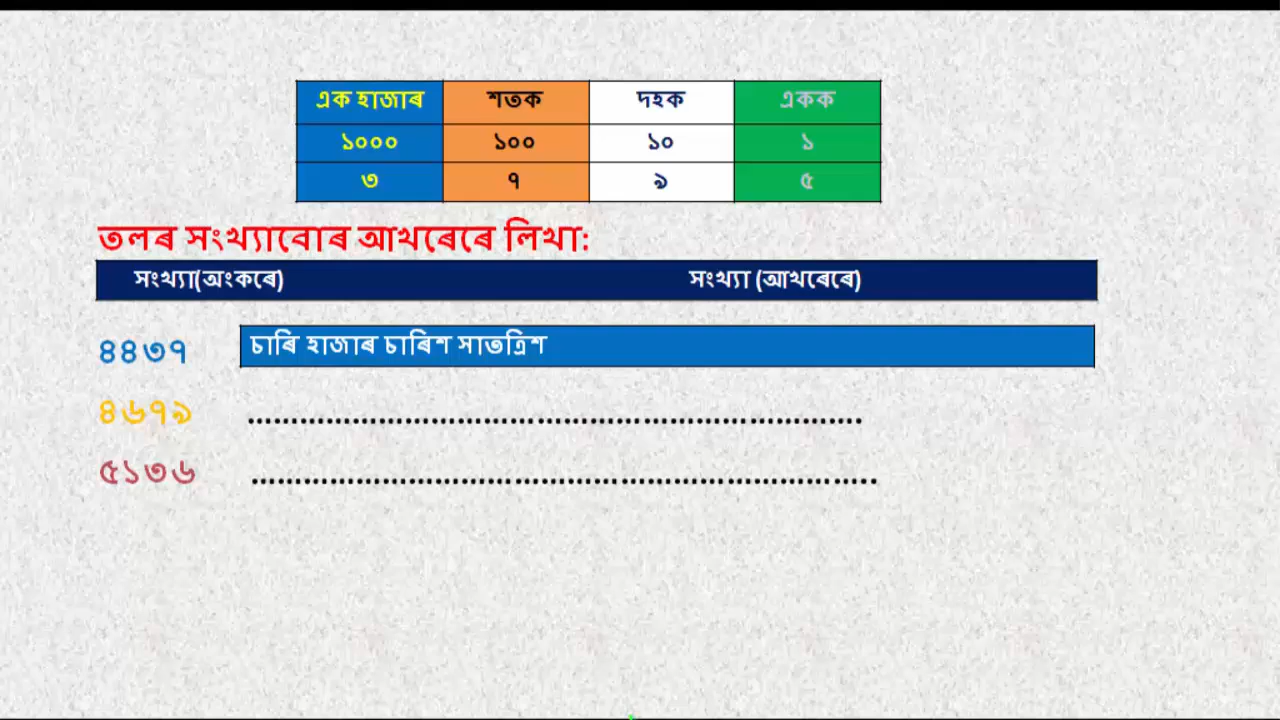 এক হাজাৰ শতক দহক একক
১০০০ ১০০ ১০ ১
৩ ৭ ৯ ৫
তলৰ সংখ্যাবোৰ আখৰেৰে লিখা:
সংখ্যা(অংকৰে) সংখ্যা (আখৰেৰে)
৪৪৩৭ চাৰি হাজাৰ চাৰিশ সাতত্ৰিশ
৪৬৭৯ ..............................................................
৫১৩৬ ..............................................................